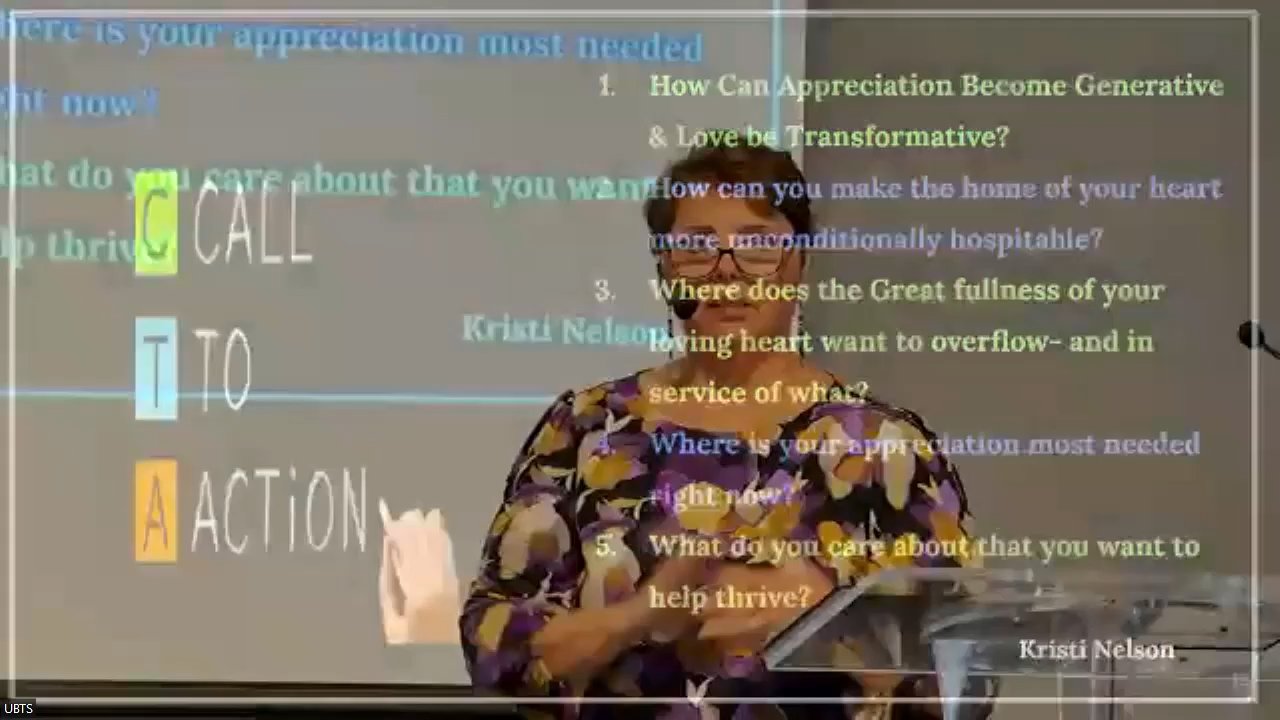 here is your appreciation most needed
ht now?
hat do you care about that you want
lp thrive
Kristi Nelson
C CALL
T TO
A ACTiON
1. How Can Appreciation Become Generative
& Love be Transformative?
2. How can you make the home of your heart
more unconditionally hospitable?
3. Where does the Great fullness of your
loving heart want to overflow- and in
service of what?
4. Where is your appreciation most needed
right now?
5. What do you care about that you want to
help thrive?
Kristi Nelson
UBTS